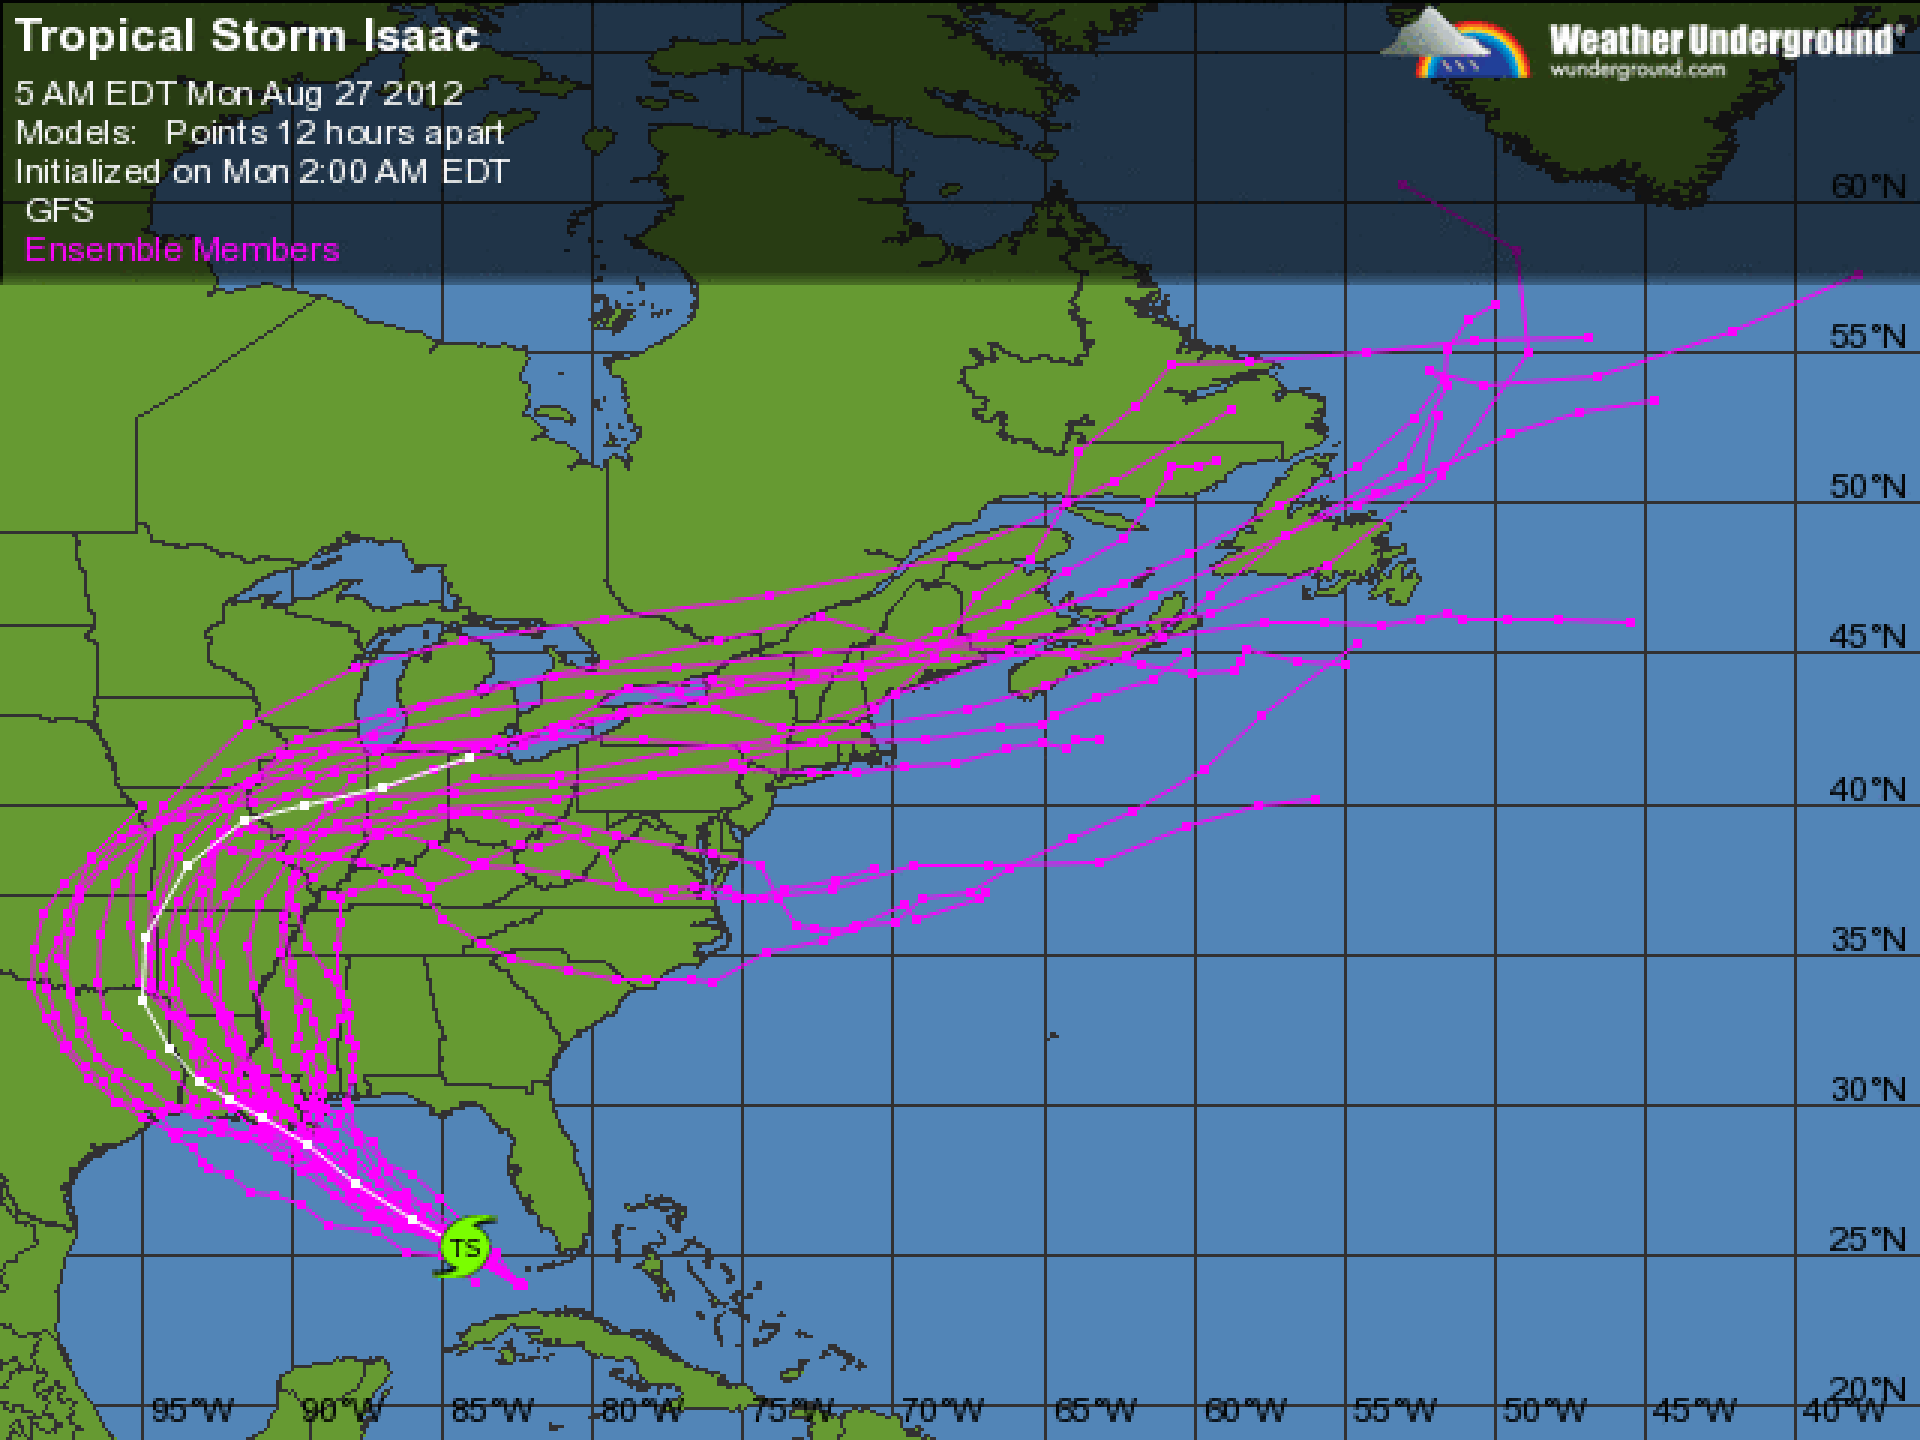 Tropical Storm Isaac
5 AM EDT Mon Aug 27 2012
Models: Points 12 hours apart
Initialized on Mon 2:00 AM EDT
GFS
Ensemble Members
Weather Underground®
wunderground.com
60°N
55°N
50°N
45°N
40°N
35°N
30°N
25°N
20°N
TS
95°W 90°W 85°W 80°W 75°W 70°W 65°W 60°W 55°W 50°W 45°W 40°W